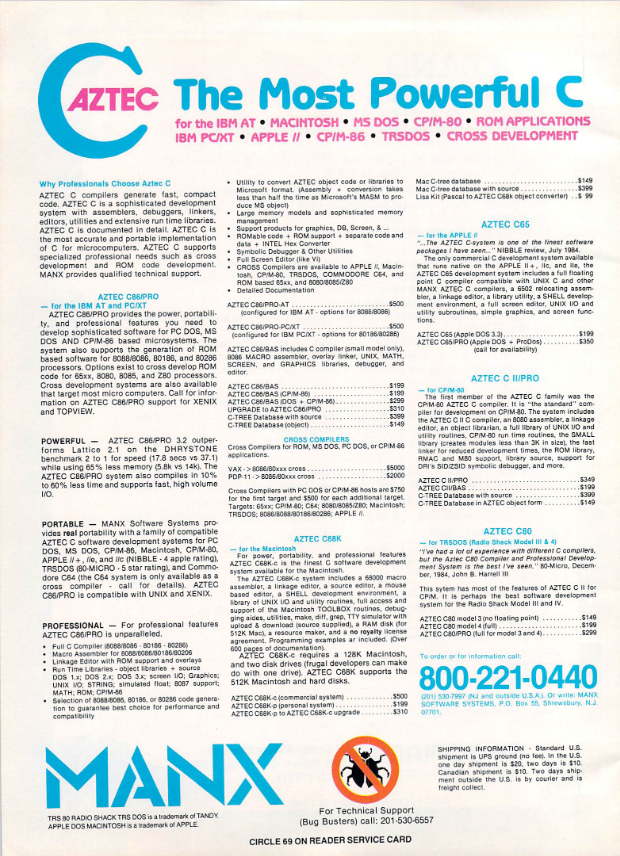 AZTEC
The Most Powerful C
for the IBM AT • MACINTOSH • MS DOS • CP/M-80 • ROM APPLICATIONS
IBM PC/XT • APPLE // • CP/M-86 • TRSDOS • CROSS DEVELOPMENT
Why Professionals Choose Aztec C
AZTEC C compilers generate fast, compact
code. AZTEC C is a sophisticated development
system with assemblers, debuggers, linkers,
editors, utilities and extensive run time libraries.
AZTEC C is documented in detail. AZTEC C is
the most accurate and portable implementation
of C for microcomputers. AZTEC C supports
specialized professional needs such as cross
development and ROM code development.
MANX provides qualified technical support.
AZTEC C86/PRO
— for the IBM AT and PC/XT
AZTEC C86/PRO provides the power, portabili-
ty, and professional features you need to
develop sophisticated software for PC DOS, MS
DOS AND CP/M-86 based microsystems. The
system also supports the generation of ROM
based software for 8088/8086, 80186, and 80286
processors. Options exist to cross develop ROM
code for 65xx, 8080, 8085, and Z80 processors.
Cross development systems are also available
that target most micro computers. Call for infor-
mation on AZTEC C86/PRO support for XENIX
and TOPVIEW.
POWERFUL — AZTEC C86/PRO 3.2 outper-
forms Lattice 2.1 on the DHRYSTONE
benchmark 2 to 1 for speed (17.8 secs vs 37.1)
while using 65% less memory (5.8k vs 14k). The
AZTEC C86/PRO system also compiles in 10%
to 60% less time and supports fast, high volume
I/O.
PORTABLE — MANX Software Systems pro-
vides real portability with a family of compatible
AZTEC C software development systems for PC
DOS, MS DOS, CP/M-86, Macintosh, CP/M-80,
APPLE // +, //e, and //c (NIBBLE - 4 apple rating),
TRSDOS (80-MICRO - 5 star rating), and Commo-
dore C64 (the C64 system is only available as a
cross compiler - call for details). AZTEC
C86/PRO is compatible with UNIX and XENIX.
PROFESSIONAL — For professional features
AZTEC C86/PRO is unparalleled.
• Full C Compiler (8088/8086 - 80186 - 80286)
• Macro Assembler for 8088/8086/80186/80286
• Linkage Editor with ROM support and overlays
• Run Time Libraries - object libraries + source
DOS 1.x; DOS 2.x; DOS 3.x; screen I/O; Graphics;
UNIX I/O; STRING; simulated float; 8087 support;
MATH; ROM; CP/M-86
• Selection of 8088/8086, 80186, or 80286 code genera-
tion to guarantee best choice for performance and
compatibility
• Utility to convert AZTEC object code or libraries to
Microsoft format. (Assembly + conversion takes
less than half the time as Microsoft's MASM to pro-
duce MS object)
• Large memory models and sophisticated memory
management
• Support products for graphics, DB, Screen, & ...
• ROMable code + ROM support + separate code and
data + INTEL Hex Converter
• Symbolic Debugger & Other Utilities
• Full Screen Editor (like Vi)
• CROSS Compilers are available to APPLE //, Macin-
tosh, CP/M-80, TRSDOS, COMMODORE C64, and
ROM based 65xx, and 8080/8085/Z80
• Detailed Documentation
AZTEC C86/PRO-AT ..........................$500
(configured for IBM AT - options for 8088/8086)
AZTEC C86/PRO-PC/XT ......................$500
(configured for IBM PC/XT - options for 80186/80286)
AZTEC C86/BAS includes C compiler (small model only),
8086 MACRO assembler, overlay linker, UNIX, MATH,
SCREEN, and GRAPHICS libraries, debugger, and
editor.
AZTEC C86/BAS ..........................$199
AZTEC C86/BAS (CP/M-86) ..................$199
AZTEC C86/BAS (DOS + CP/M-86) ............$299
UPGRADE to AZTEC C86/PRO ..............$310
C-TREE Database with source ................$399
C-TREE Database (object) ....................$149
CROSS COMPILERS
Cross Compilers for ROM, MS DOS, PC DOS, or CP/M-86
applications.
VAX -> 8086/80xxx cross ....................$5000
PDP-11 -> 8086/80xxx cross ..................$2000
Cross Compilers with PC DOS or CP/M-86 hosts are $750
for the first target and $500 for each additional target.
Targets: 65xx; CP/M-80; C64; 8080/8085/Z80; Macintosh;
TRSDOS; 8086/8088/80186/80286; APPLE //.
AZTEC C68K
— for the Macintosh
For power, portability, and professional features
AZTEC C68K-c is the finest C software development
system available for the Macintosh.
The AZTEC C68K-c system includes a 68000 macro
assembler, a linkage editor, a source editor, a mouse
based editor, a SHELL development environment, a
library of UNIX I/O and utility routines, full access and
support of the Macintosh TOOLBOX routines, debug-
ging aides, utilities, make, diff, grep, TTY simulator with
upload & download (source supplied), a RAM disk (for
512K Mac), a resource maker, and a no royalty license
agreement. Programming examples are included. (Over
600 pages of documentation).
AZTEC C68K-c requires a 128K Macintosh,
and two disk drives (frugal developers can make
do with one drive). AZTEC C68K supports the
512K Macintosh and hard disks.
AZTEC C68K-c (commercial system) ..........$500
AZTEC C68K-p (personal system) ..............$199
AZTEC C68K-p to AZTEC C68K-c upgrade ......$310
Mac C-tree database ........................$149
Mac C-tree database with source ..............$399
Lisa Kit (Pascal to AZTEC C68k object converter) ..$ 99
AZTEC C65
— for the APPLE //
"...The AZTEC C-system is one of the finest software
packages I have seen..." NIBBLE review, July 1984.
The only commercial C development system available
that runs native on the APPLE II+, IIc, and IIe, the
AZTEC C65 development system includes a full floating
point C compiler compatible with UNIX C and other
MANX AZTEC C compilers, a 6502 relocating assem-
bler, a linkage editor, a library utility, a SHELL develop-
ment environment, a full screen editor, UNIX I/O and
utility subroutines, simple graphics, and screen func-
tions.
AZTEC C65 (Apple DOS 3.3) ..................$199
AZTEC C65/PRO (Apple DOS + ProDos) ........$350
(call for availability)
AZTEC C II/PRO
— for CP/M-80
The first member of the AZTEC C family was the
CP/M-80 AZTEC C compiler. It is "the standard" com-
piler for development on CP/M-80. The system includes
the AZTEC C II C compiler, an 8080 assembler, a linkage
editor, an object librarian, a full library of UNIX I/O and
utility routines, CP/M-80 run time routines, the SMALL
library (creates modules less than 3K in size), the fast
linker for reduced development times, the ROM library,
RMAC and M80 support, library source, support for
DRI's SID/ZSID symbolic debugger, and more.
AZTEC C II/PRO ..........................$349
AZTEC CII/BAS ..........................$199
C-TREE Database with source ................$399
C-TREE Database in AZTEC object form ........$149
AZTEC C80
— for TRSDOS (Radio Shack Model III & 4)
"I've had a lot of experience with different C compilers,
but the Aztec C80 Compiler and Professional Develop-
ment System is the best I've seen." 80-Micro, Decem-
ber, 1984, John B. Harrell III
This sytem has most of the features of AZTEC C II for
CP/M. It is perhaps the best software development
system for the Radio Shack Model III and IV.
AZTEC C80 model 3 (no floating point) ..........$149
AZTEC C80 model 4 (full) ....................$199
AZTEC C80/PRO (full for model 3 and 4) ........$299
To order or for information call:
800-221-0440
(201) 530-7997 (NJ and outside U.S.A.). Or write: MANX
SOFTWARE SYSTEMS, P.O. Box 55, Shrewsbury, N.J.
07701.
MANX
TRS 80 RADIO SHACK TRS DOS is a trademark of TANDY.
APPLE DOS MACINTOSH is a trademark of APPLE.
For Technical Support
(Bug Busters) call: 201-530-6557
SHIPPING INFORMATION - Standard U.S.
shipment is UPS ground (no fee). In the U.S.
one day shipment is $20, two days is $10.
Canadian shipment is $10. Two days ship-
ment outside the U.S. is by courier and is
freight collect.
CIRCLE 69 ON READER SERVICE CARD